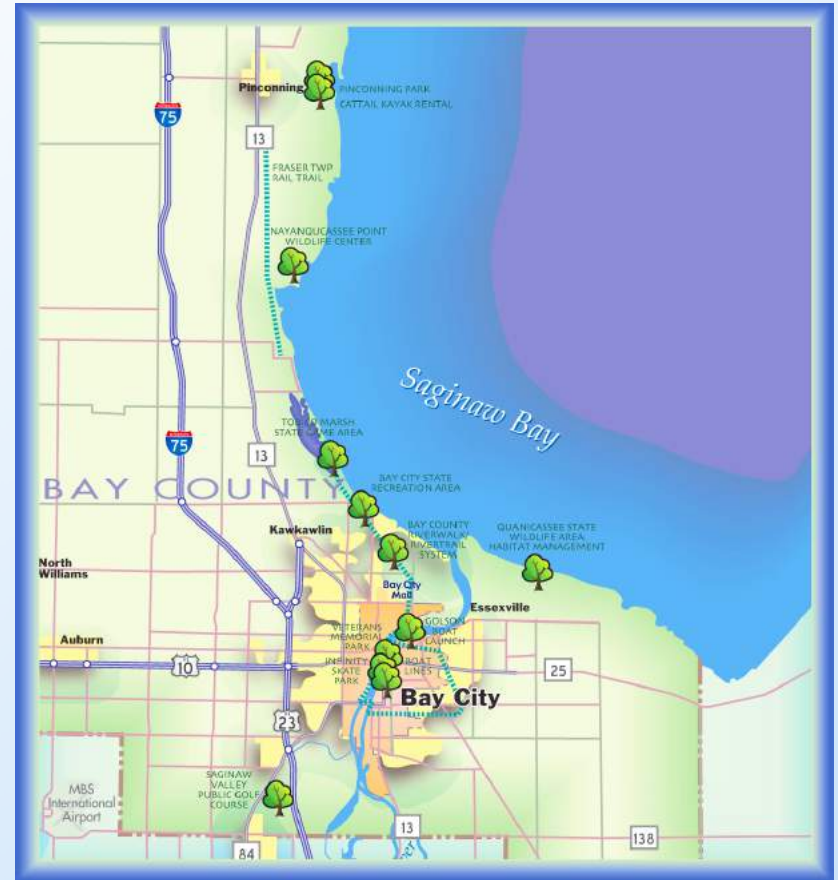 Pinconning
PINCONNING PARK
CATTAIL KAYAK RENTAL
75
13
FRASER TWP
RAIL TRAIL
NAYANQUCASSEE POINT
WILDLIFE CENTER
Saginaw Bay
TOBICO MARSH
STATE GAME AREA
75
13
BAY COUNTY
BAY CITY STATE
RECREATION AREA
Kawkawlin
BAY COUNTY
RIVERWALK/
RIVERTRAIL
SYSTEM
QUANICASSEE STATE
WILDLIFE AREA
HABITAT MANAGEMENT
North
Williams
Bay City
Mall
Essexville
Auburn
VETERANS
MEMORIAL
PARK
GOLSON
BOAT
LAUNCH
10
INFINITY
SKATE
PARK
BOAT
LINES
25
Bay City
23
SAGINAW
VALLEY
PUBLIC GOLF
COURSE
MBS
International
Airport
13
138
84